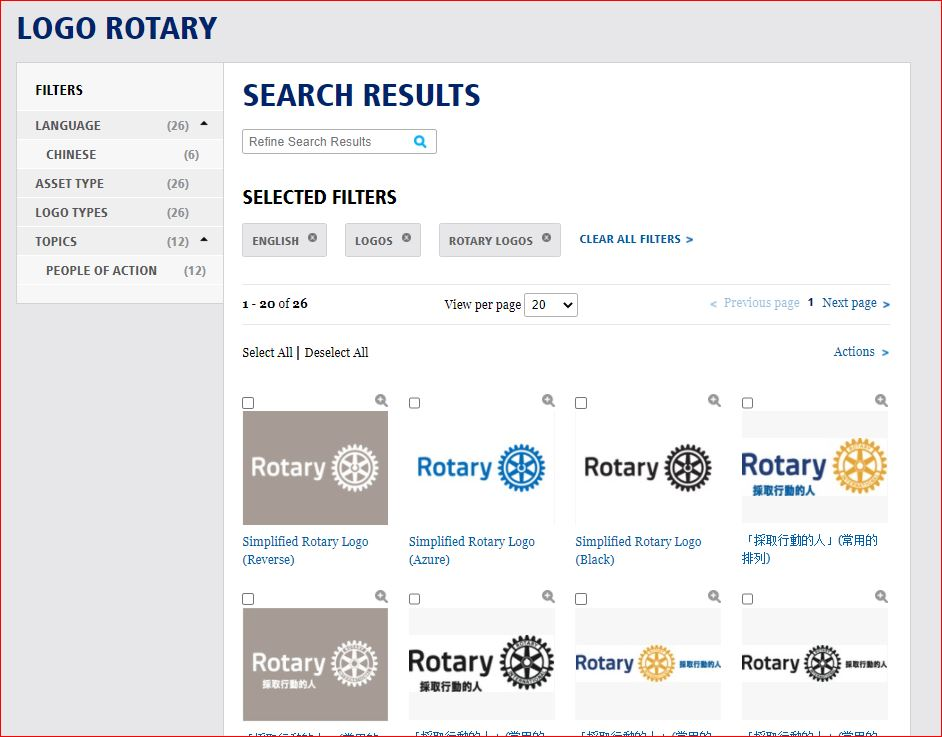 LOGO ROTARY
FILTERS
LANGUAGE (26)
CHINESE (6)
ASSET TYPE (26)
LOGO TYPES (26)
TOPICS (12)
PEOPLE OF ACTION (12)
SEARCH RESULTS
Refine Search Results
SELECTED FILTERS
ENGLISH LOGOS ROTARY LOGOS CLEAR ALL FILTERS >
1 - 20 of 26 View per page 20 < Previous page 1 Next page >
Select All | Deselect All Actions >
Rotary Rotary Rotary Rotary
採取行動的人
Simplified Rotary Logo (Reverse)
Simplified Rotary Logo (Azure)
Simplified Rotary Logo (Black)
「採取行動的人」(常用的排列)
Rotary
採取行動的人
Rotary
採取行動的人
Rotary 採取行動的人
Rotary 採取行動的人